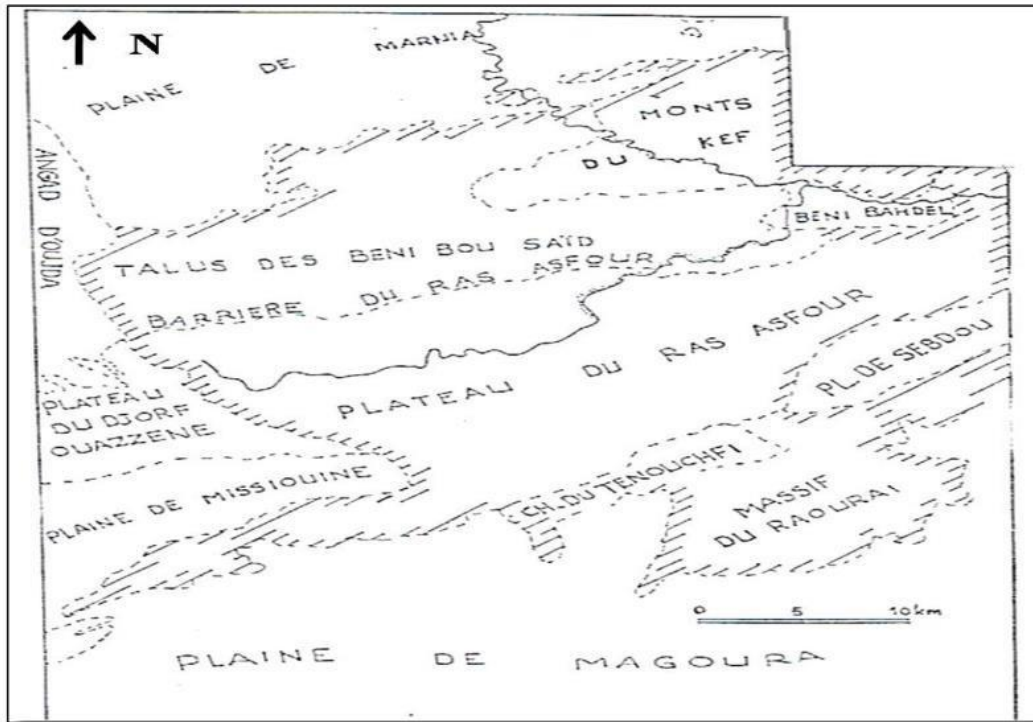 N
PLAINE DE MARNIA
MONTS
DU KEF
ANGAD D'OUJDA
BENI BAHDEL
TALUS DES BENI BOU SAÏD
BARRIERE DU RAS ASFOUR
PLATEAU DU RAS ASFOUR
PL. DE SEBDOU
PLATEAU
DU DJORF
OUAZZENE
PLAINE DE MISSIOUINE
CH. DU TENOUCHFI
MASSIF
DU RAOURAI
0 5 10 km
PLAINE DE MAGOURA